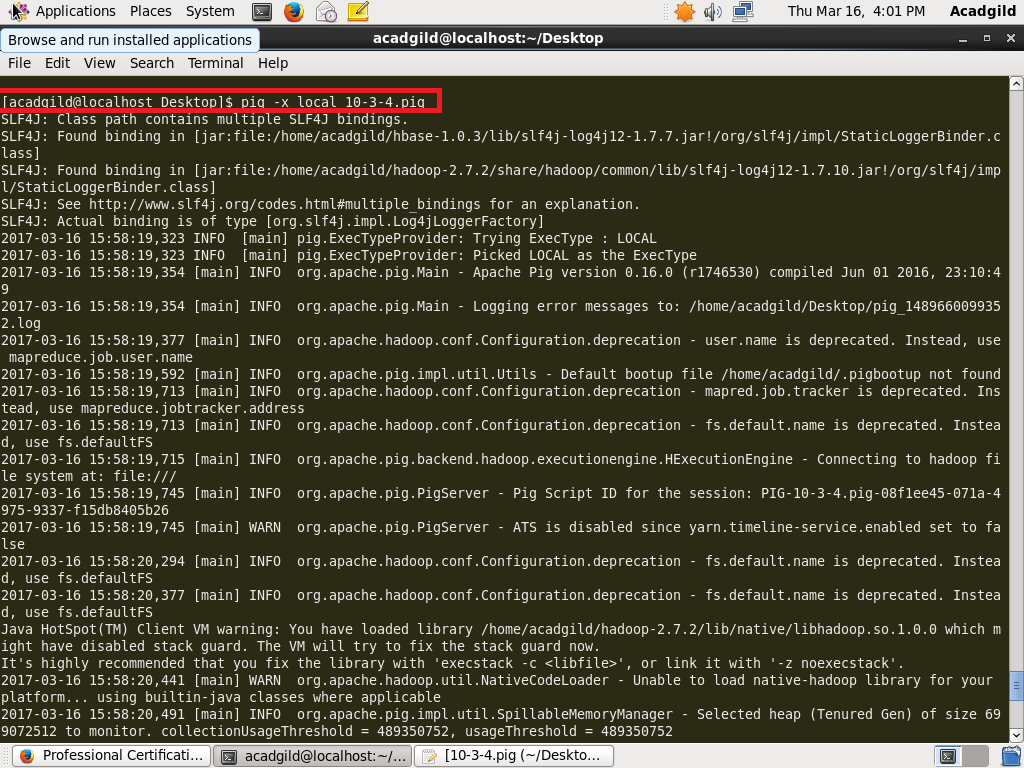 Applications Places System Thu Mar 16, 4:01 PM Acadgild
Browse and run installed applications acadgild@localhost:~/Desktop
File Edit View Search Terminal Help
[acadgild@localhost Desktop]$ pig -x local 10-3-4.pig
SLF4J: Class path contains multiple SLF4J bindings.
SLF4J: Found binding in [jar:file:/home/acadgild/hbase-1.0.3/lib/slf4j-log4j12-1.7.7.jar!/org/slf4j/impl/StaticLoggerBinder.c
lass]
SLF4J: Found binding in [jar:file:/home/acadgild/hadoop-2.7.2/share/hadoop/common/lib/slf4j-log4j12-1.7.10.jar!/org/slf4j/imp
l/StaticLoggerBinder.class]
SLF4J: See http://www.slf4j.org/codes.html#multiple_bindings for an explanation.
SLF4J: Actual binding is of type [org.slf4j.impl.Log4jLoggerFactory]
2017-03-16 15:58:19,323 INFO  [main] pig.ExecTypeProvider: Trying ExecType : LOCAL
2017-03-16 15:58:19,323 INFO  [main] pig.ExecTypeProvider: Picked LOCAL as the ExecType
2017-03-16 15:58:19,354 [main] INFO  org.apache.pig.Main - Apache Pig version 0.16.0 (r1746530) compiled Jun 01 2016, 23:10:4
9
2017-03-16 15:58:19,354 [main] INFO  org.apache.pig.Main - Logging error messages to: /home/acadgild/Desktop/pig_148966009935
2.log
2017-03-16 15:58:19,377 [main] INFO  org.apache.hadoop.conf.Configuration.deprecation - user.name is deprecated. Instead, use
 mapreduce.job.user.name
2017-03-16 15:58:19,592 [main] INFO  org.apache.pig.impl.util.Utils - Default bootup file /home/acadgild/.pigbootup not found
2017-03-16 15:58:19,713 [main] INFO  org.apache.hadoop.conf.Configuration.deprecation - mapred.job.tracker is deprecated. Ins
tead, use mapreduce.jobtracker.address
2017-03-16 15:58:19,713 [main] INFO  org.apache.hadoop.conf.Configuration.deprecation - fs.default.name is deprecated. Instea
d, use fs.defaultFS
2017-03-16 15:58:19,715 [main] INFO  org.apache.pig.backend.hadoop.executionengine.HExecutionEngine - Connecting to hadoop fi
le system at: file:///
2017-03-16 15:58:19,745 [main] INFO  org.apache.pig.PigServer - Pig Script ID for the session: PIG-10-3-4.pig-08f1ee45-071a-4
975-9337-f15db8405b26
2017-03-16 15:58:19,745 [main] WARN  org.apache.pig.PigServer - ATS is disabled since yarn.timeline-service.enabled set to fa
lse
2017-03-16 15:58:20,294 [main] INFO  org.apache.hadoop.conf.Configuration.deprecation - fs.default.name is deprecated. Instea
d, use fs.defaultFS
2017-03-16 15:58:20,377 [main] INFO  org.apache.hadoop.conf.Configuration.deprecation - fs.default.name is deprecated. Instea
d, use fs.defaultFS
Java HotSpot(TM) Client VM warning: You have loaded library /home/acadgild/hadoop-2.7.2/lib/native/libhadoop.so.1.0.0 which m
ight have disabled stack guard. The VM will try to fix the stack guard now.
It's highly recommended that you fix the library with 'execstack -c <libfile>', or link it with '-z noexecstack'.
2017-03-16 15:58:20,441 [main] WARN  org.apache.hadoop.util.NativeCodeLoader - Unable to load native-hadoop library for your
platform... using builtin-java classes where applicable
2017-03-16 15:58:20,491 [main] INFO  org.apache.pig.impl.util.SpillableMemoryManager - Selected heap (Tenured Gen) of size 69
9072512 to monitor. collectionUsageThreshold = 489350752, usageThreshold = 489350752
Professional Certificati... acadgild@localhost:~/... [10-3-4.pig (~/Deskto...